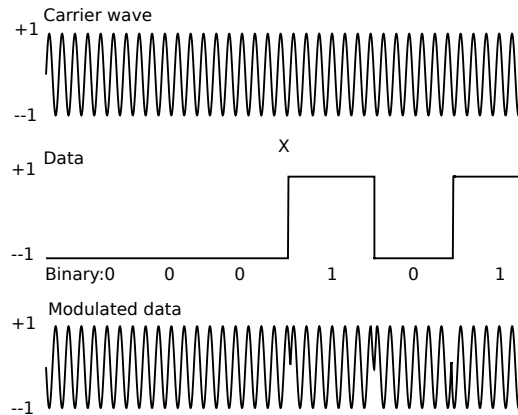 Carrier wave
+1
--1
X
Data
+1
--1
Binary:0 0 0 1 0 1
Modulated data
+1
--1